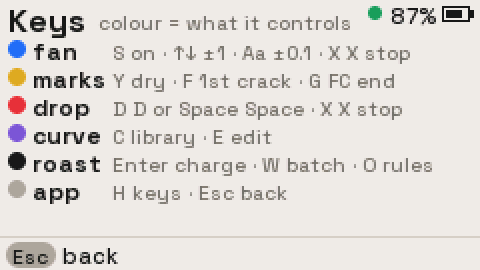 Keys colour = what it controls 87%
fan S on · ↑↓ ±1 · Aa ±0.1 · X X stop
marks Y dry · F 1st crack · G FC end
drop D D or Space Space · X X stop
curve C library · E edit
roast Enter charge · W batch · O rules
app H keys · Esc back
Esc back